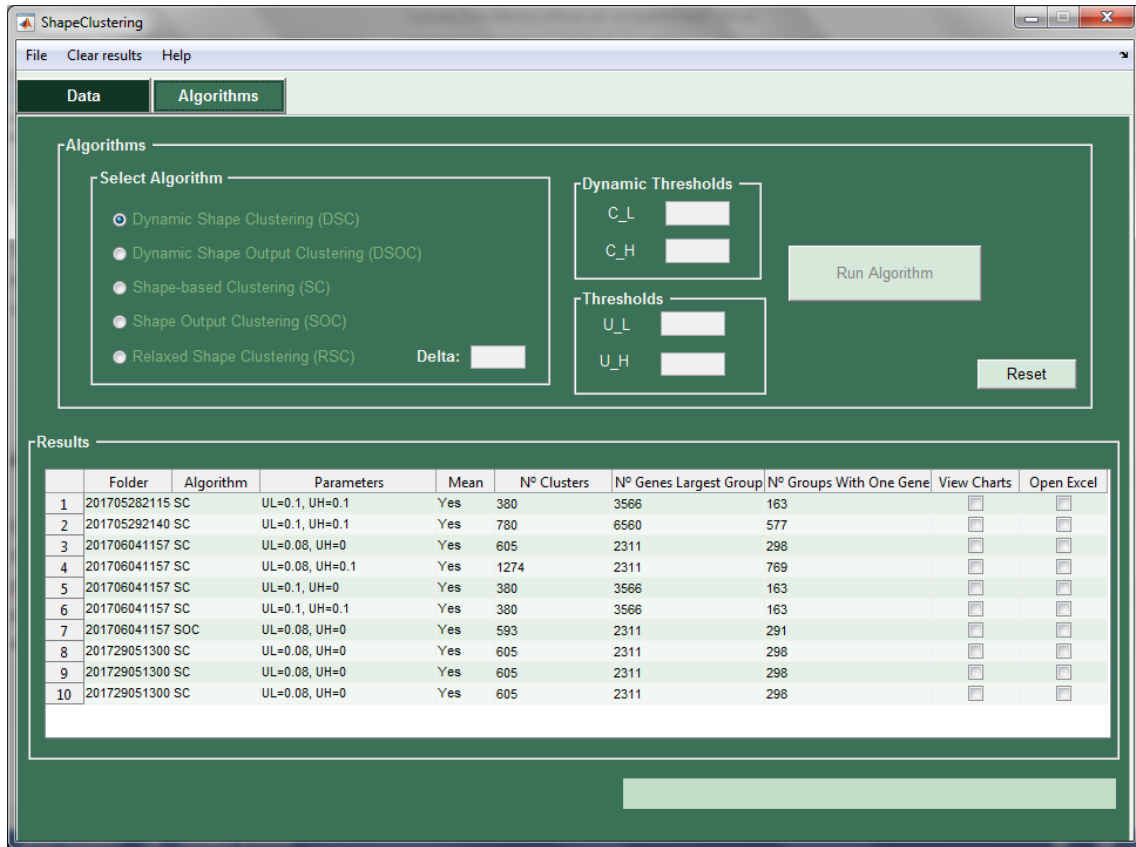 ShapeClustering
File Clear results Help
Data Algorithms
Algorithms
Select Algorithm
Dynamic Shape Clustering (DSC)
Dynamic Shape Output Clustering (DSOC)
Shape-based Clustering (SC)
Shape Output Clustering (SOC)
Relaxed Shape Clustering (RSC) Delta:
Dynamic Thresholds
C_L
C_H
Thresholds
U_L
U_H
Run Algorithm
Reset
Results
Folder Algorithm Parameters Mean Nº Clusters Nº Genes Largest Group Nº Groups With One Gene View Charts Open Excel
1 201705282115 SC UL=0.1, UH=0.1 Yes 380 3566 163
2 201705292140 SC UL=0.1, UH=0.1 Yes 780 6560 577
3 201706041157 SC UL=0.08, UH=0 Yes 605 2311 298
4 201706041157 SC UL=0.08, UH=0.1 Yes 1274 2311 769
5 201706041157 SC UL=0.1, UH=0 Yes 380 3566 163
6 201706041157 SC UL=0.1, UH=0.1 Yes 380 3566 163
7 201706041157 SOC UL=0.08, UH=0 Yes 593 2311 291
8 201729051300 SC UL=0.08, UH=0 Yes 605 2311 298
9 201729051300 SC UL=0.08, UH=0 Yes 605 2311 298
10 201729051300 SC UL=0.08, UH=0 Yes 605 2311 298